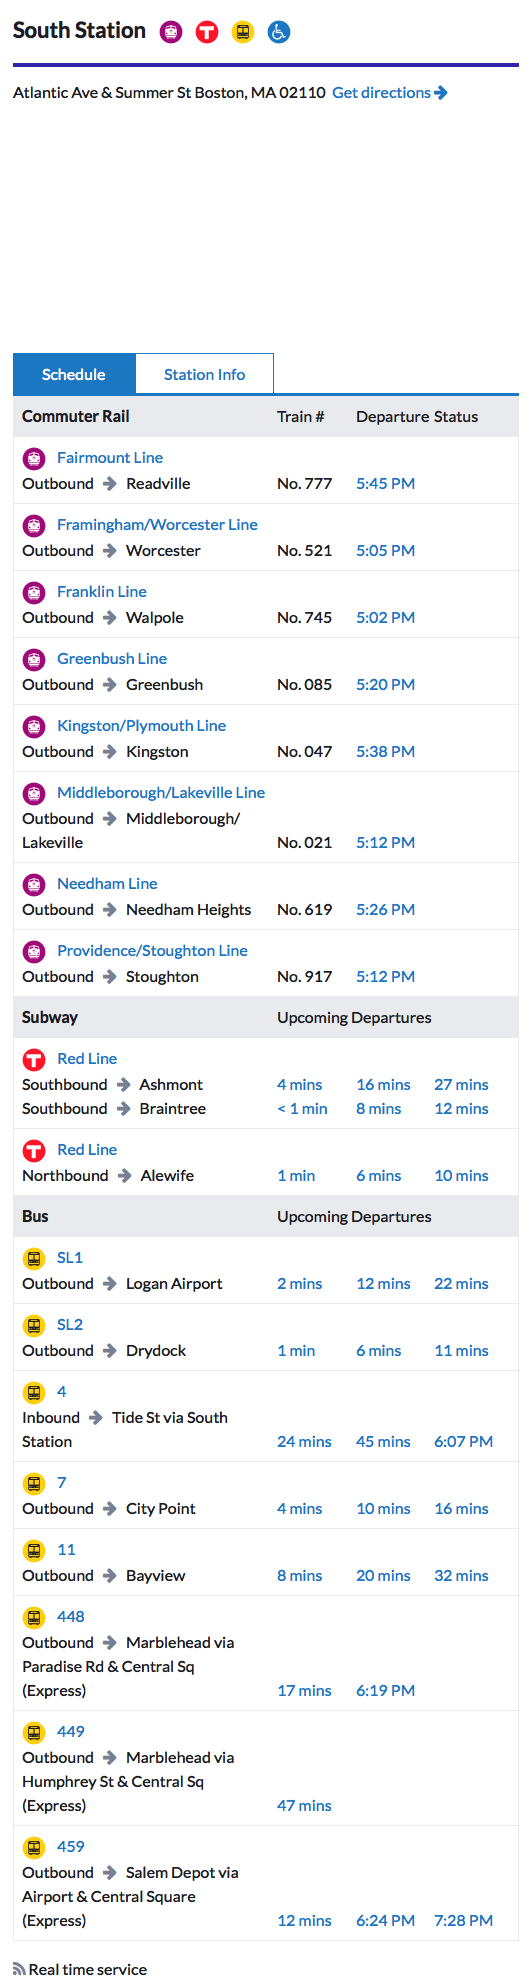 South Station
Atlantic Ave & Summer St Boston, MA 02110 Get directions
Schedule Station Info
Commuter Rail Train # Departure Status
Fairmount Line
Outbound Readville No. 777 5:45 PM
Framingham/Worcester Line
Outbound Worcester No. 521 5:05 PM
Franklin Line
Outbound Walpole No. 745 5:02 PM
Greenbush Line
Outbound Greenbush No. 085 5:20 PM
Kingston/Plymouth Line
Outbound Kingston No. 047 5:38 PM
Middleborough/Lakeville Line
Outbound Middleborough/
Lakeville No. 021 5:12 PM
Needham Line
Outbound Needham Heights No. 619 5:26 PM
Providence/Stoughton Line
Outbound Stoughton No. 917 5:12 PM
Subway Upcoming Departures
T Red Line
Southbound Ashmont 4 mins 16 mins 27 mins
Southbound Braintree < 1 min 8 mins 12 mins
T Red Line
Northbound Alewife 1 min 6 mins 10 mins
Bus Upcoming Departures
SL1
Outbound Logan Airport 2 mins 12 mins 22 mins
SL2
Outbound Drydock 1 min 6 mins 11 mins
4
Inbound Tide St via South
Station 24 mins 45 mins 6:07 PM
7
Outbound City Point 4 mins 10 mins 16 mins
11
Outbound Bayview 8 mins 20 mins 32 mins
448
Outbound Marblehead via
Paradise Rd & Central Sq
(Express) 17 mins 6:19 PM
449
Outbound Marblehead via
Humphrey St & Central Sq
(Express) 47 mins
459
Outbound Salem Depot via
Airport & Central Square
(Express) 12 mins 6:24 PM 7:28 PM
Real time service